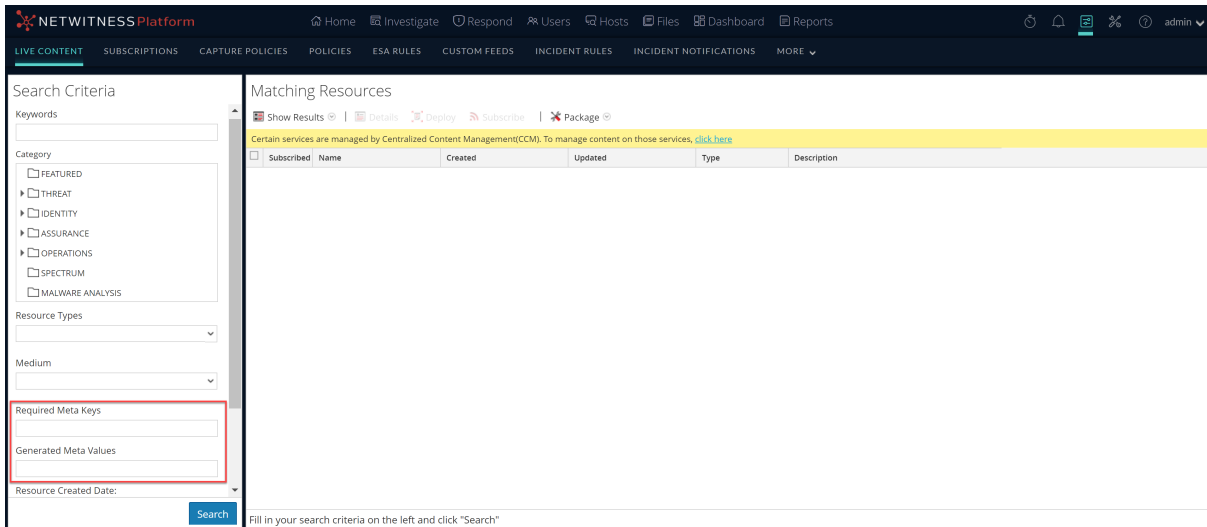 NETWITNESS Platform
Home Investigate Respond Users Hosts Files Dashboard Reports admin
LIVE CONTENT SUBSCRIPTIONS CAPTURE POLICIES POLICIES ESA RULES CUSTOM FEEDS INCIDENT RULES INCIDENT NOTIFICATIONS MORE
Search Criteria
Keywords
Category
FEATURED
THREAT
IDENTITY
ASSURANCE
OPERATIONS
SPECTRUM
MALWARE ANALYSIS
Resource Types
Medium
Required Meta Keys
Generated Meta Values
Resource Created Date:
Search
Matching Resources
Show Results Details Deploy Subscribe Package
Certain services are managed by Centralized Content Management(CCM). To manage content on those services, click here
Subscribed Name Created Updated Type Description
Fill in your search criteria on the left and click "Search"